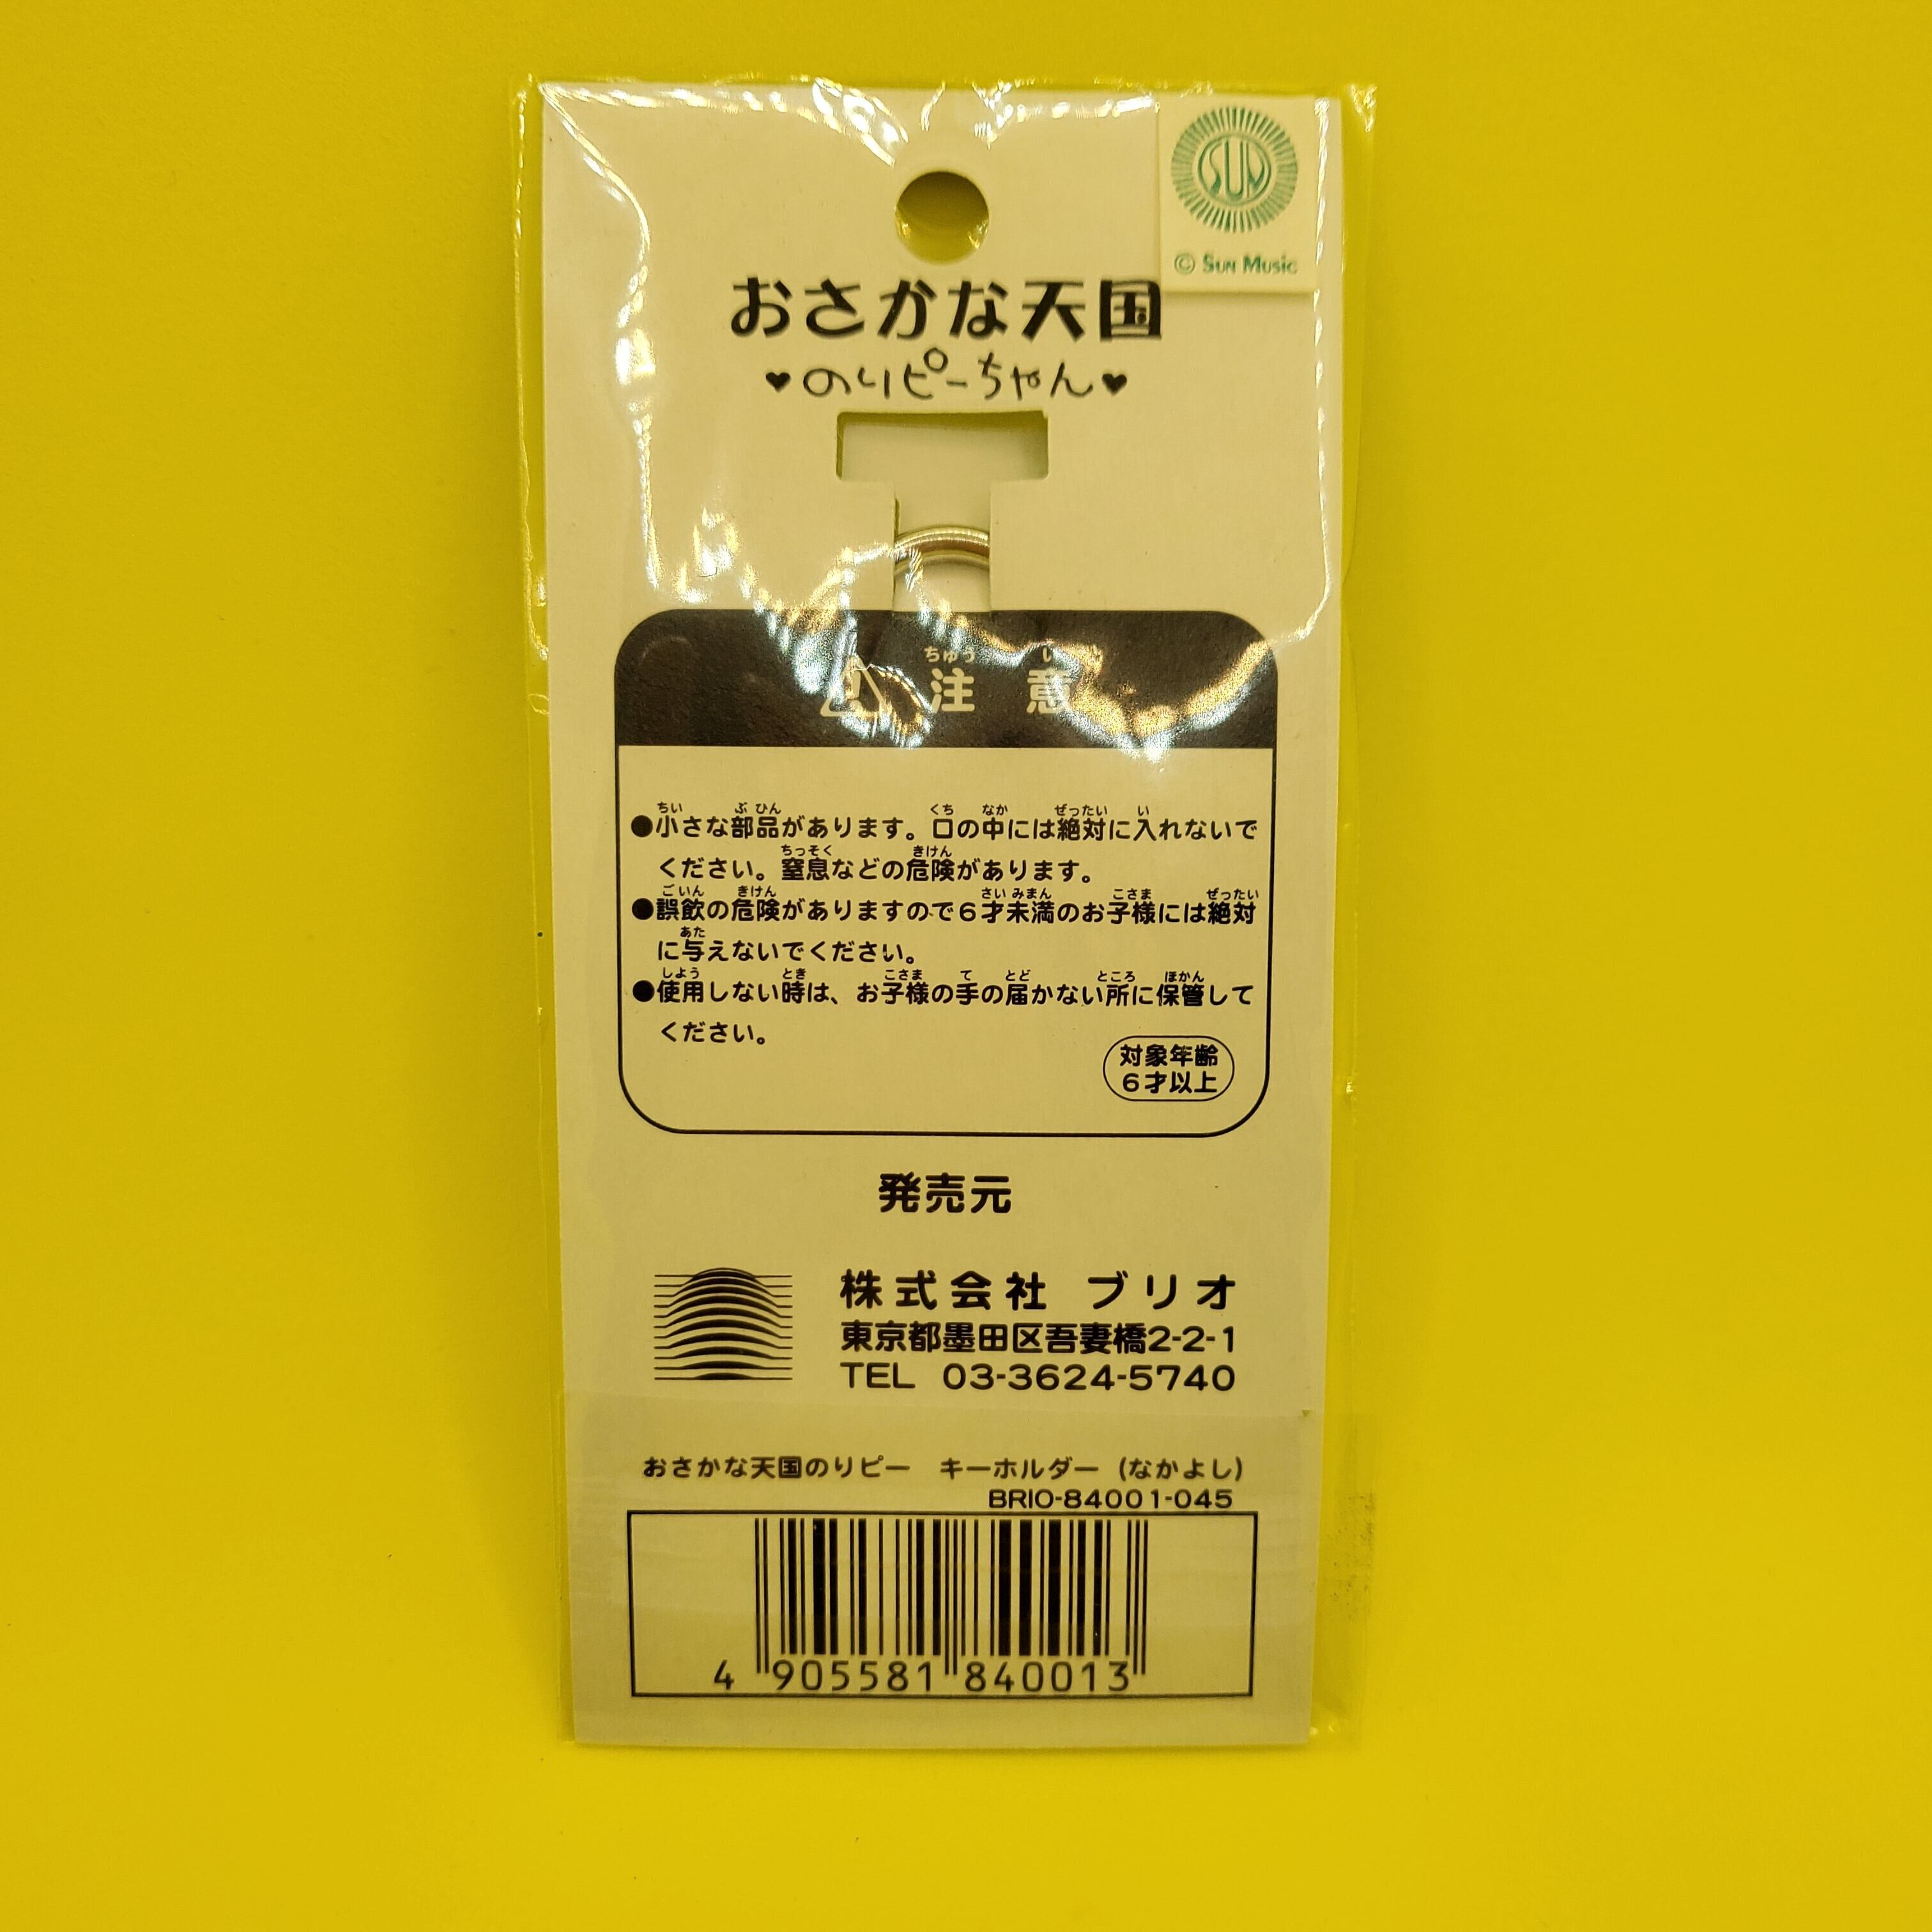 SUN
© SUN MUSIC
おさかな天国
♥のりピーちゃん♥
ちゅう い
注 意
ちい ぶ ひん くち なか ぜったい い
●小さな部品があります。口の中には絶対に入れないで
ちっそく きけん
ください。窒息などの危険があります。
ごいん きけん さい みまん こさま ぜったい
●誤飲の危険がありますので6才未満のお子様には絶対
あた
に与えないでください。
しよう とき こさま て とど ところ ほかん
●使用しない時は、お子様の手の届かない所に保管して
ください。
対象年齢
6才以上
発売元
株式会社 ブリオ
東京都墨田区吾妻橋2-2-1
TEL 03-3624-5740
おさかな天国のりピー キーホルダー (なかよし)
BRIO-84001-045
4 905581 840013